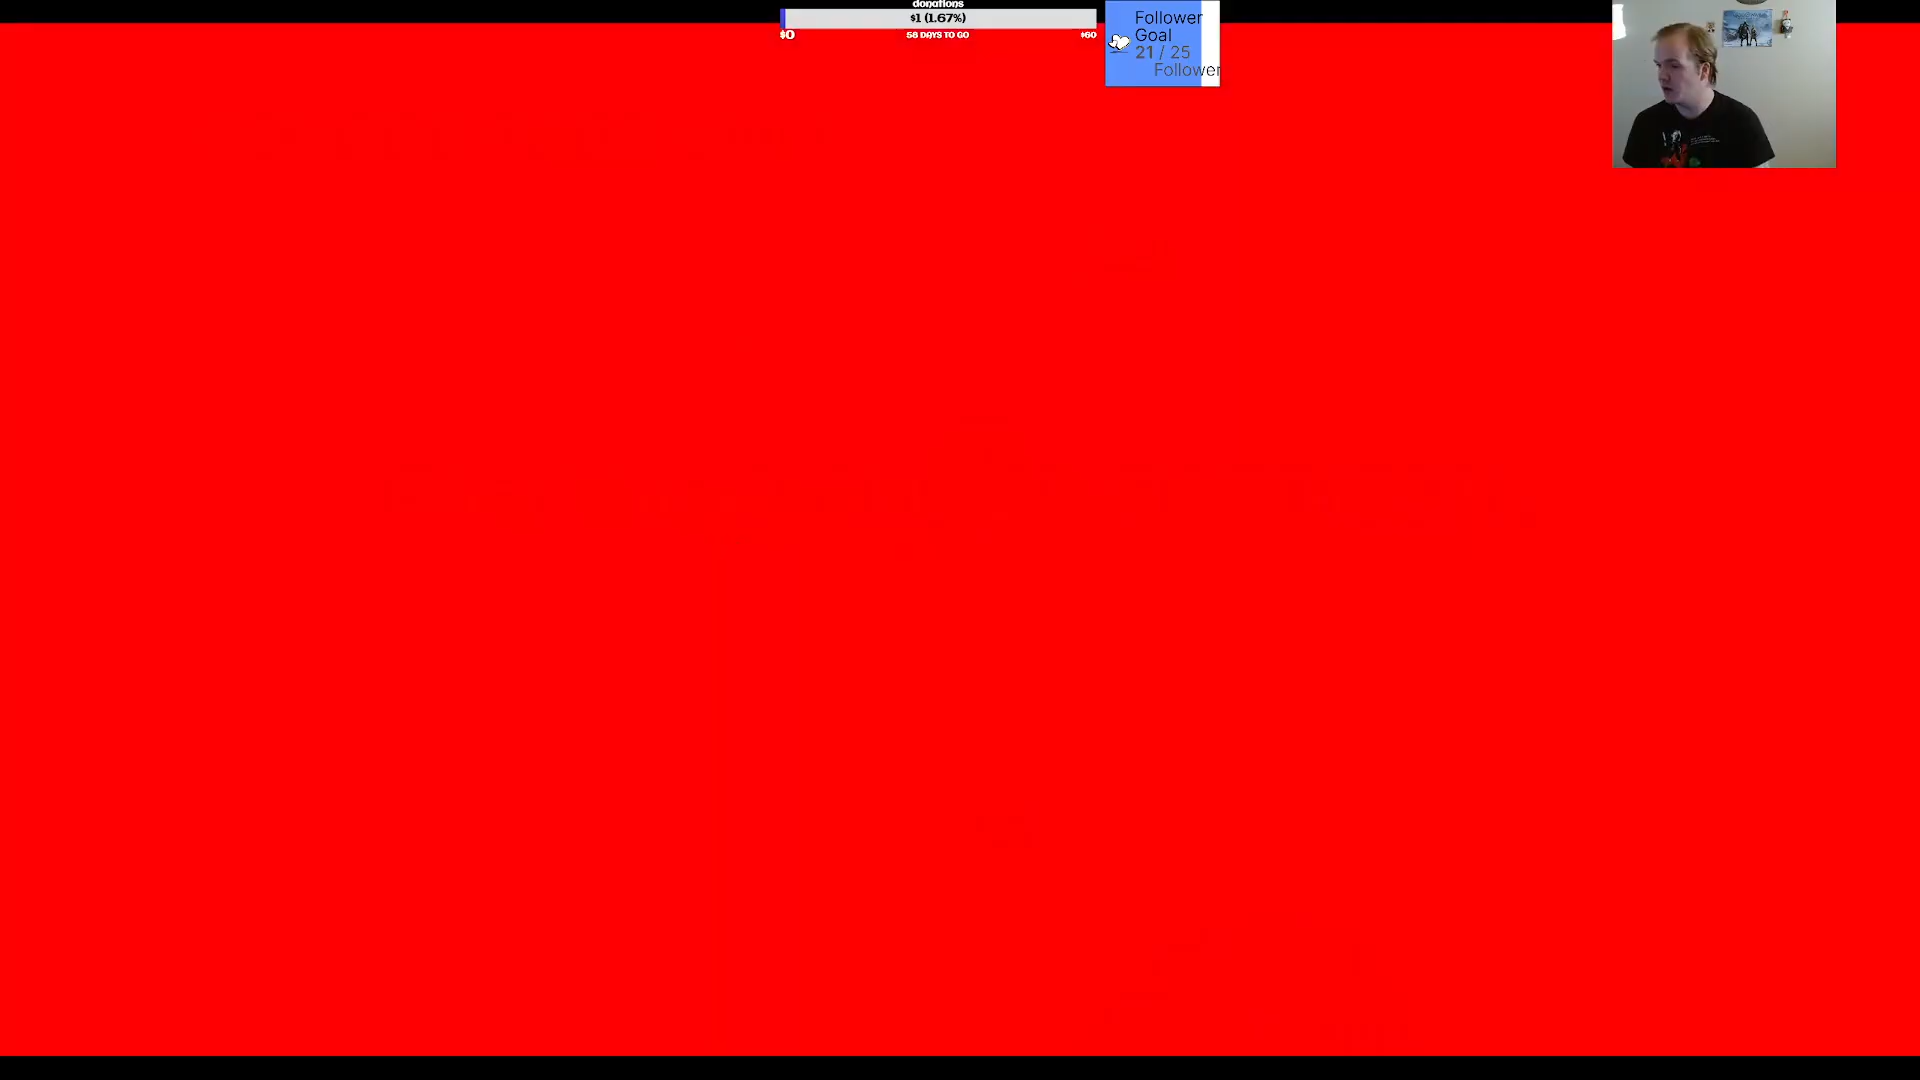 donations
$1 (1.67%)
$0
58 DAYS TO GO
$60
Follower
Goal
21 / 25
Follower